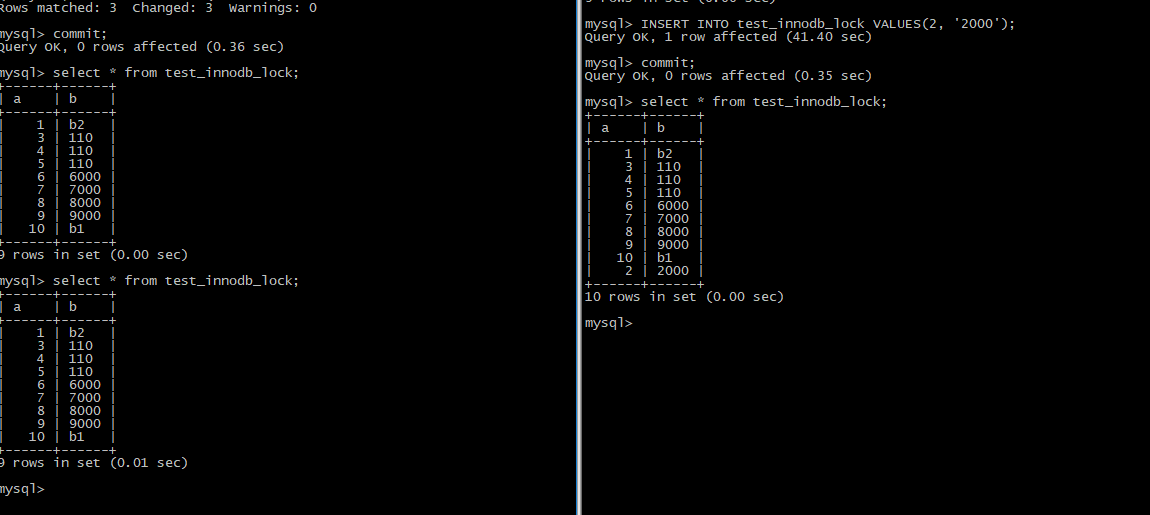 Rows matched: 3  Changed: 3  Warnings: 0
mysql> commit;
Query OK, 0 rows affected (0.36 sec)
mysql> select * from test_innodb_lock;
+------+------+
| a    | b    |
+------+------+
|    1 | b2   |
|    3 | 110  |
|    4 | 110  |
|    5 | 110  |
|    6 | 6000 |
|    7 | 7000 |
|    8 | 8000 |
|    9 | 9000 |
|   10 | b1   |
+------+------+
9 rows in set (0.00 sec)
mysql> select * from test_innodb_lock;
+------+------+
| a    | b    |
+------+------+
|    1 | b2   |
|    3 | 110  |
|    4 | 110  |
|    5 | 110  |
|    6 | 6000 |
|    7 | 7000 |
|    8 | 8000 |
|    9 | 9000 |
|   10 | b1   |
+------+------+
9 rows in set (0.01 sec)
mysql>
mysql> INSERT INTO test_innodb_lock VALUES(2, '2000');
Query OK, 1 row affected (41.40 sec)
mysql> commit;
Query OK, 0 rows affected (0.35 sec)
mysql> select * from test_innodb_lock;
+------+------+
| a    | b    |
+------+------+
|    1 | b2   |
|    3 | 110  |
|    4 | 110  |
|    5 | 110  |
|    6 | 6000 |
|    7 | 7000 |
|    8 | 8000 |
|    9 | 9000 |
|   10 | b1   |
|    2 | 2000 |
+------+------+
10 rows in set (0.00 sec)
mysql>